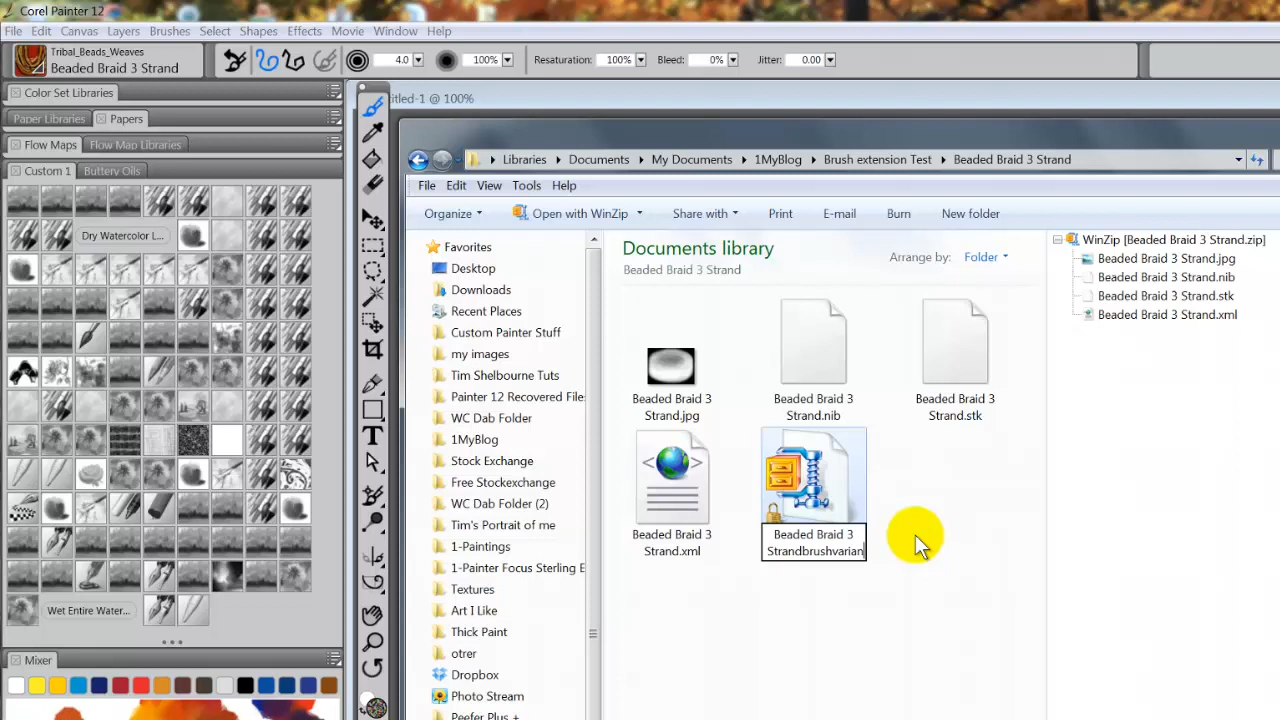 Corel Painter 12
File Edit Canvas Layers Brushes Select Shapes Effects Movie Window Help
Tribal_Beads_Weaves
Beaded Braid 3 Strand
4.0 100% Resaturation: 100% Bleed: 0% Jitter: 0.00
Color Set Libraries
Paper Libraries Papers
Flow Maps Flow Map Libraries
Custom 1 Buttery Oils
Dry Watercolor L...
Wet Entire Water...
Mixer
titled-1 @ 100%
Libraries Documents My Documents 1MyBlog Brush extension Test Beaded Braid 3 Strand
File Edit View Tools Help
Organize Open with WinZip Share with Print E-mail Burn New folder
Favorites
Desktop
Downloads
Recent Places
Custom Painter Stuff
my images
Tim Shelbourne Tuts
Painter 12 Recovered File
WC Dab Folder
1MyBlog
Stock Exchange
Free Stockexchange
WC Dab Folder (2)
Tim's Portrait of me
1-Paintings
1-Painter Focus Sterling E
Textures
Art I Like
Thick Paint
otrer
Dropbox
Photo Stream
Peefer Plus +
Documents library
Beaded Braid 3 Strand
Arrange by: Folder
Beaded Braid 3
Strand.jpg
Beaded Braid 3
Strand.nib
Beaded Braid 3
Strand.stk
Beaded Braid 3
Strand.xml
Beaded Braid 3
Strandbrushvarian
WinZip [Beaded Braid 3 Strand.zip]
Beaded Braid 3 Strand.jpg
Beaded Braid 3 Strand.nib
Beaded Braid 3 Strand.stk
Beaded Braid 3 Strand.xml